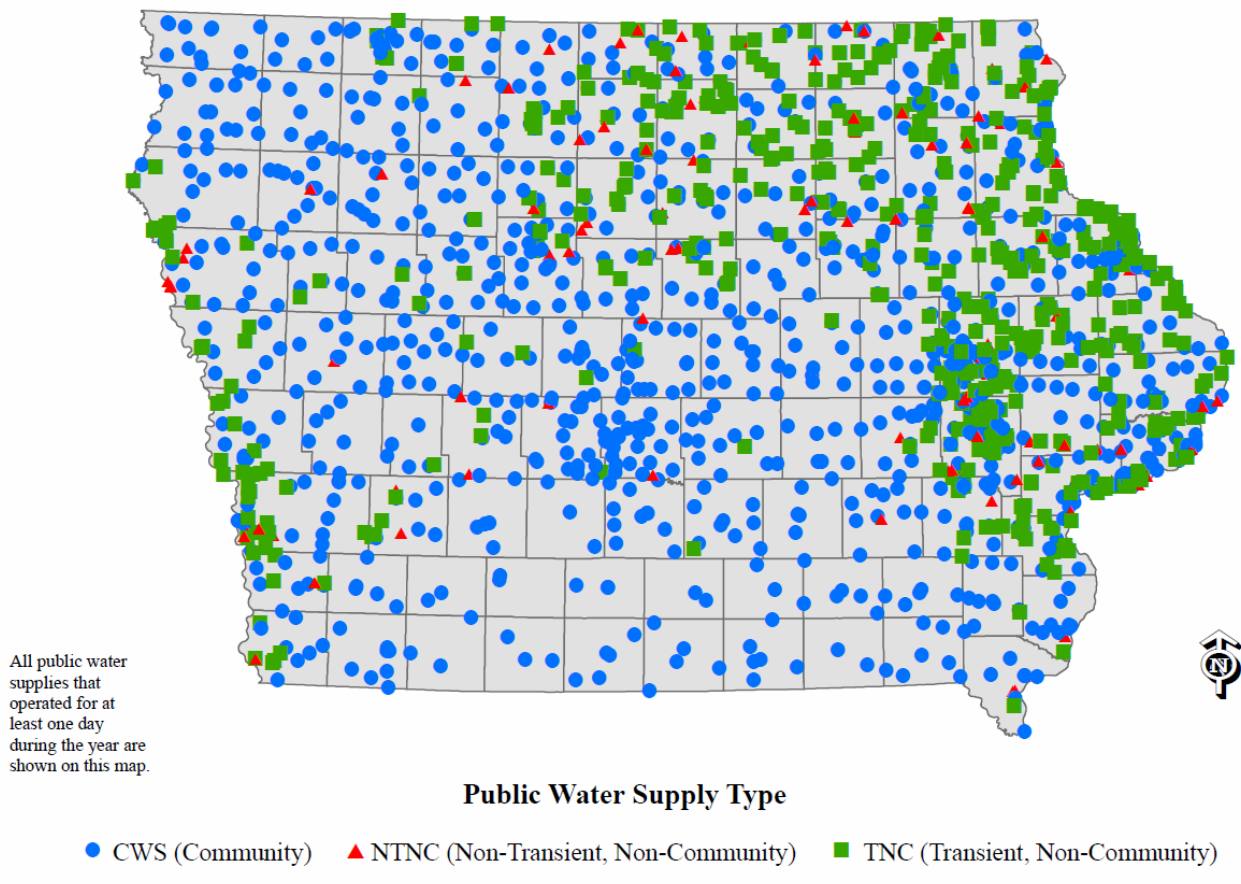 All public water
supplies that
operated for at
least one day
during the year are
shown on this map.
N
Public Water Supply Type
CWS (Community)
NTNC (Non-Transient, Non-Community)
TNC (Transient, Non-Community)